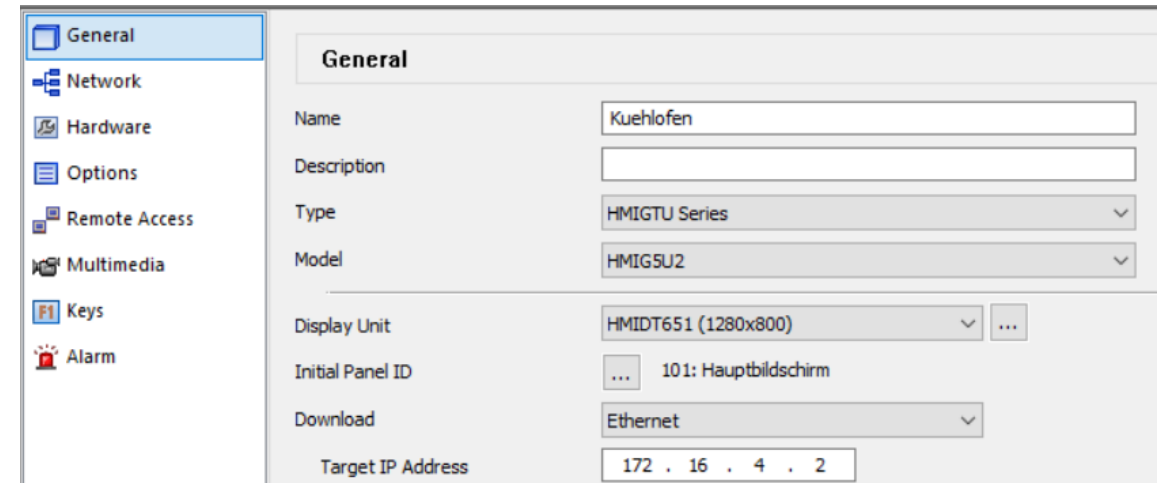 General
Network
Hardware
Options
Remote Access
Multimedia
F1 Keys
Alarm
General
Name Kuehlofen
Description
Type HMIGTU Series
Model HMIG5U2
Display Unit HMIDT651 (1280x800) ...
Initial Panel ID ... 101: Hauptbildschirm
Download Ethernet
Target IP Address 172 . 16 . 4 . 2